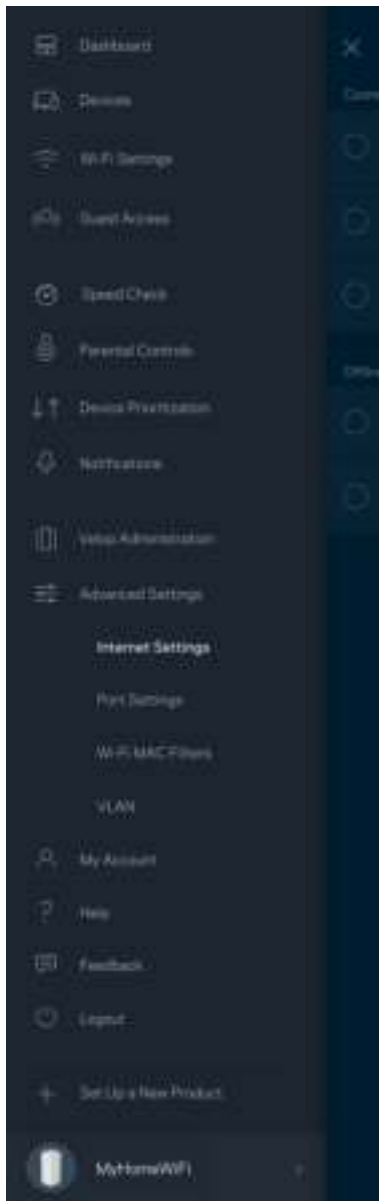 Dashboard
Devices
Wi-Fi Settings
Guest Access
Speed Check
Parental Controls
Device Prioritization
Notifications
Velop Administration
Advanced Settings
Internet Settings
Port Settings
Wi-Fi MAC Filters
VLAN
My Account
Help
Feedback
Logout
Set Up a New Product
MyHomeWiFi